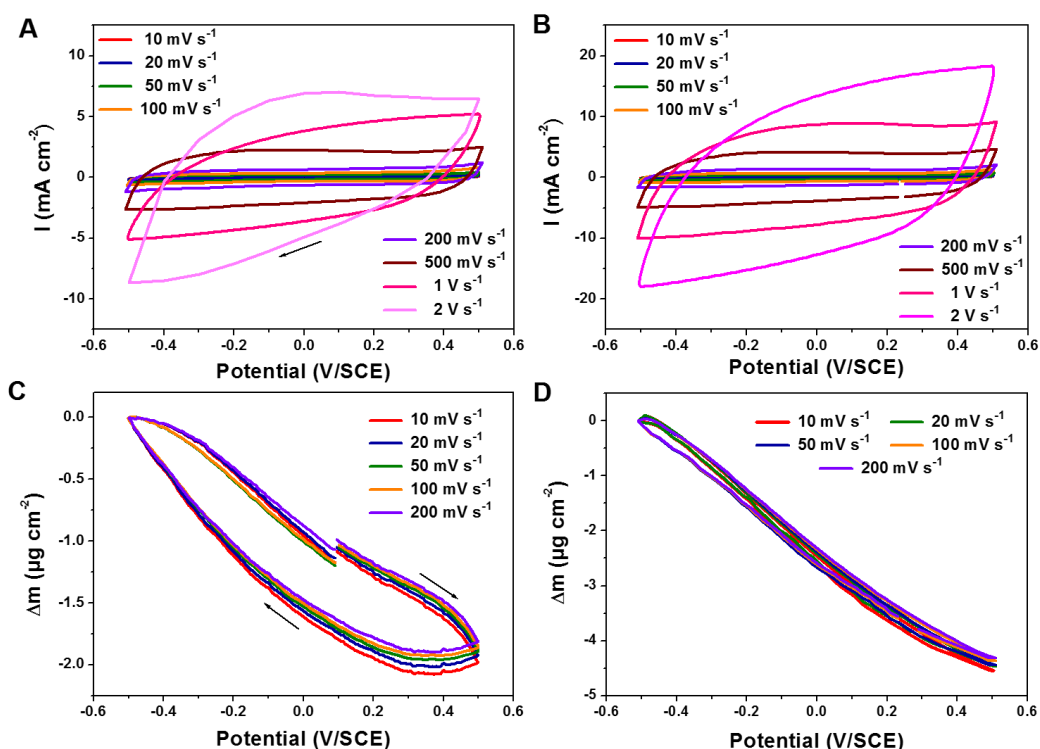 A
10
5
0
-5
-10
I (mA cm⁻²)
10 mV s⁻¹
20 mV s⁻¹
50 mV s⁻¹
100 mV s⁻¹
200 mV s⁻¹
500 mV s⁻¹
1 V s⁻¹
2 V s⁻¹
-0.6 -0.4 -0.2 0.0 0.2 0.4 0.6
Potential (V/SCE)
B
20
10
0
-10
-20
I (mA cm⁻²)
10 mV s⁻¹
20 mV s⁻¹
50 mV s⁻¹
100 mV s⁻¹
200 mV s⁻¹
500 mV s⁻¹
1 V s⁻¹
2 V s⁻¹
-0.6 -0.4 -0.2 0.0 0.2 0.4 0.6
Potential (V/SCE)
C
0.0
-0.5
-1.0
-1.5
-2.0
Δm (µg cm⁻²)
10 mV s⁻¹
20 mV s⁻¹
50 mV s⁻¹
100 mV s⁻¹
200 mV s⁻¹
-0.6 -0.4 -0.2 0.0 0.2 0.4 0.6
Potential (V/SCE)
D
0
-1
-2
-3
-4
-5
Δm (µg cm⁻²)
10 mV s⁻¹ 20 mV s⁻¹
50 mV s⁻¹ 100 mV s⁻¹
200 mV s⁻¹
-0.6 -0.4 -0.2 0.0 0.2 0.4 0.6
Potential (V/SCE)